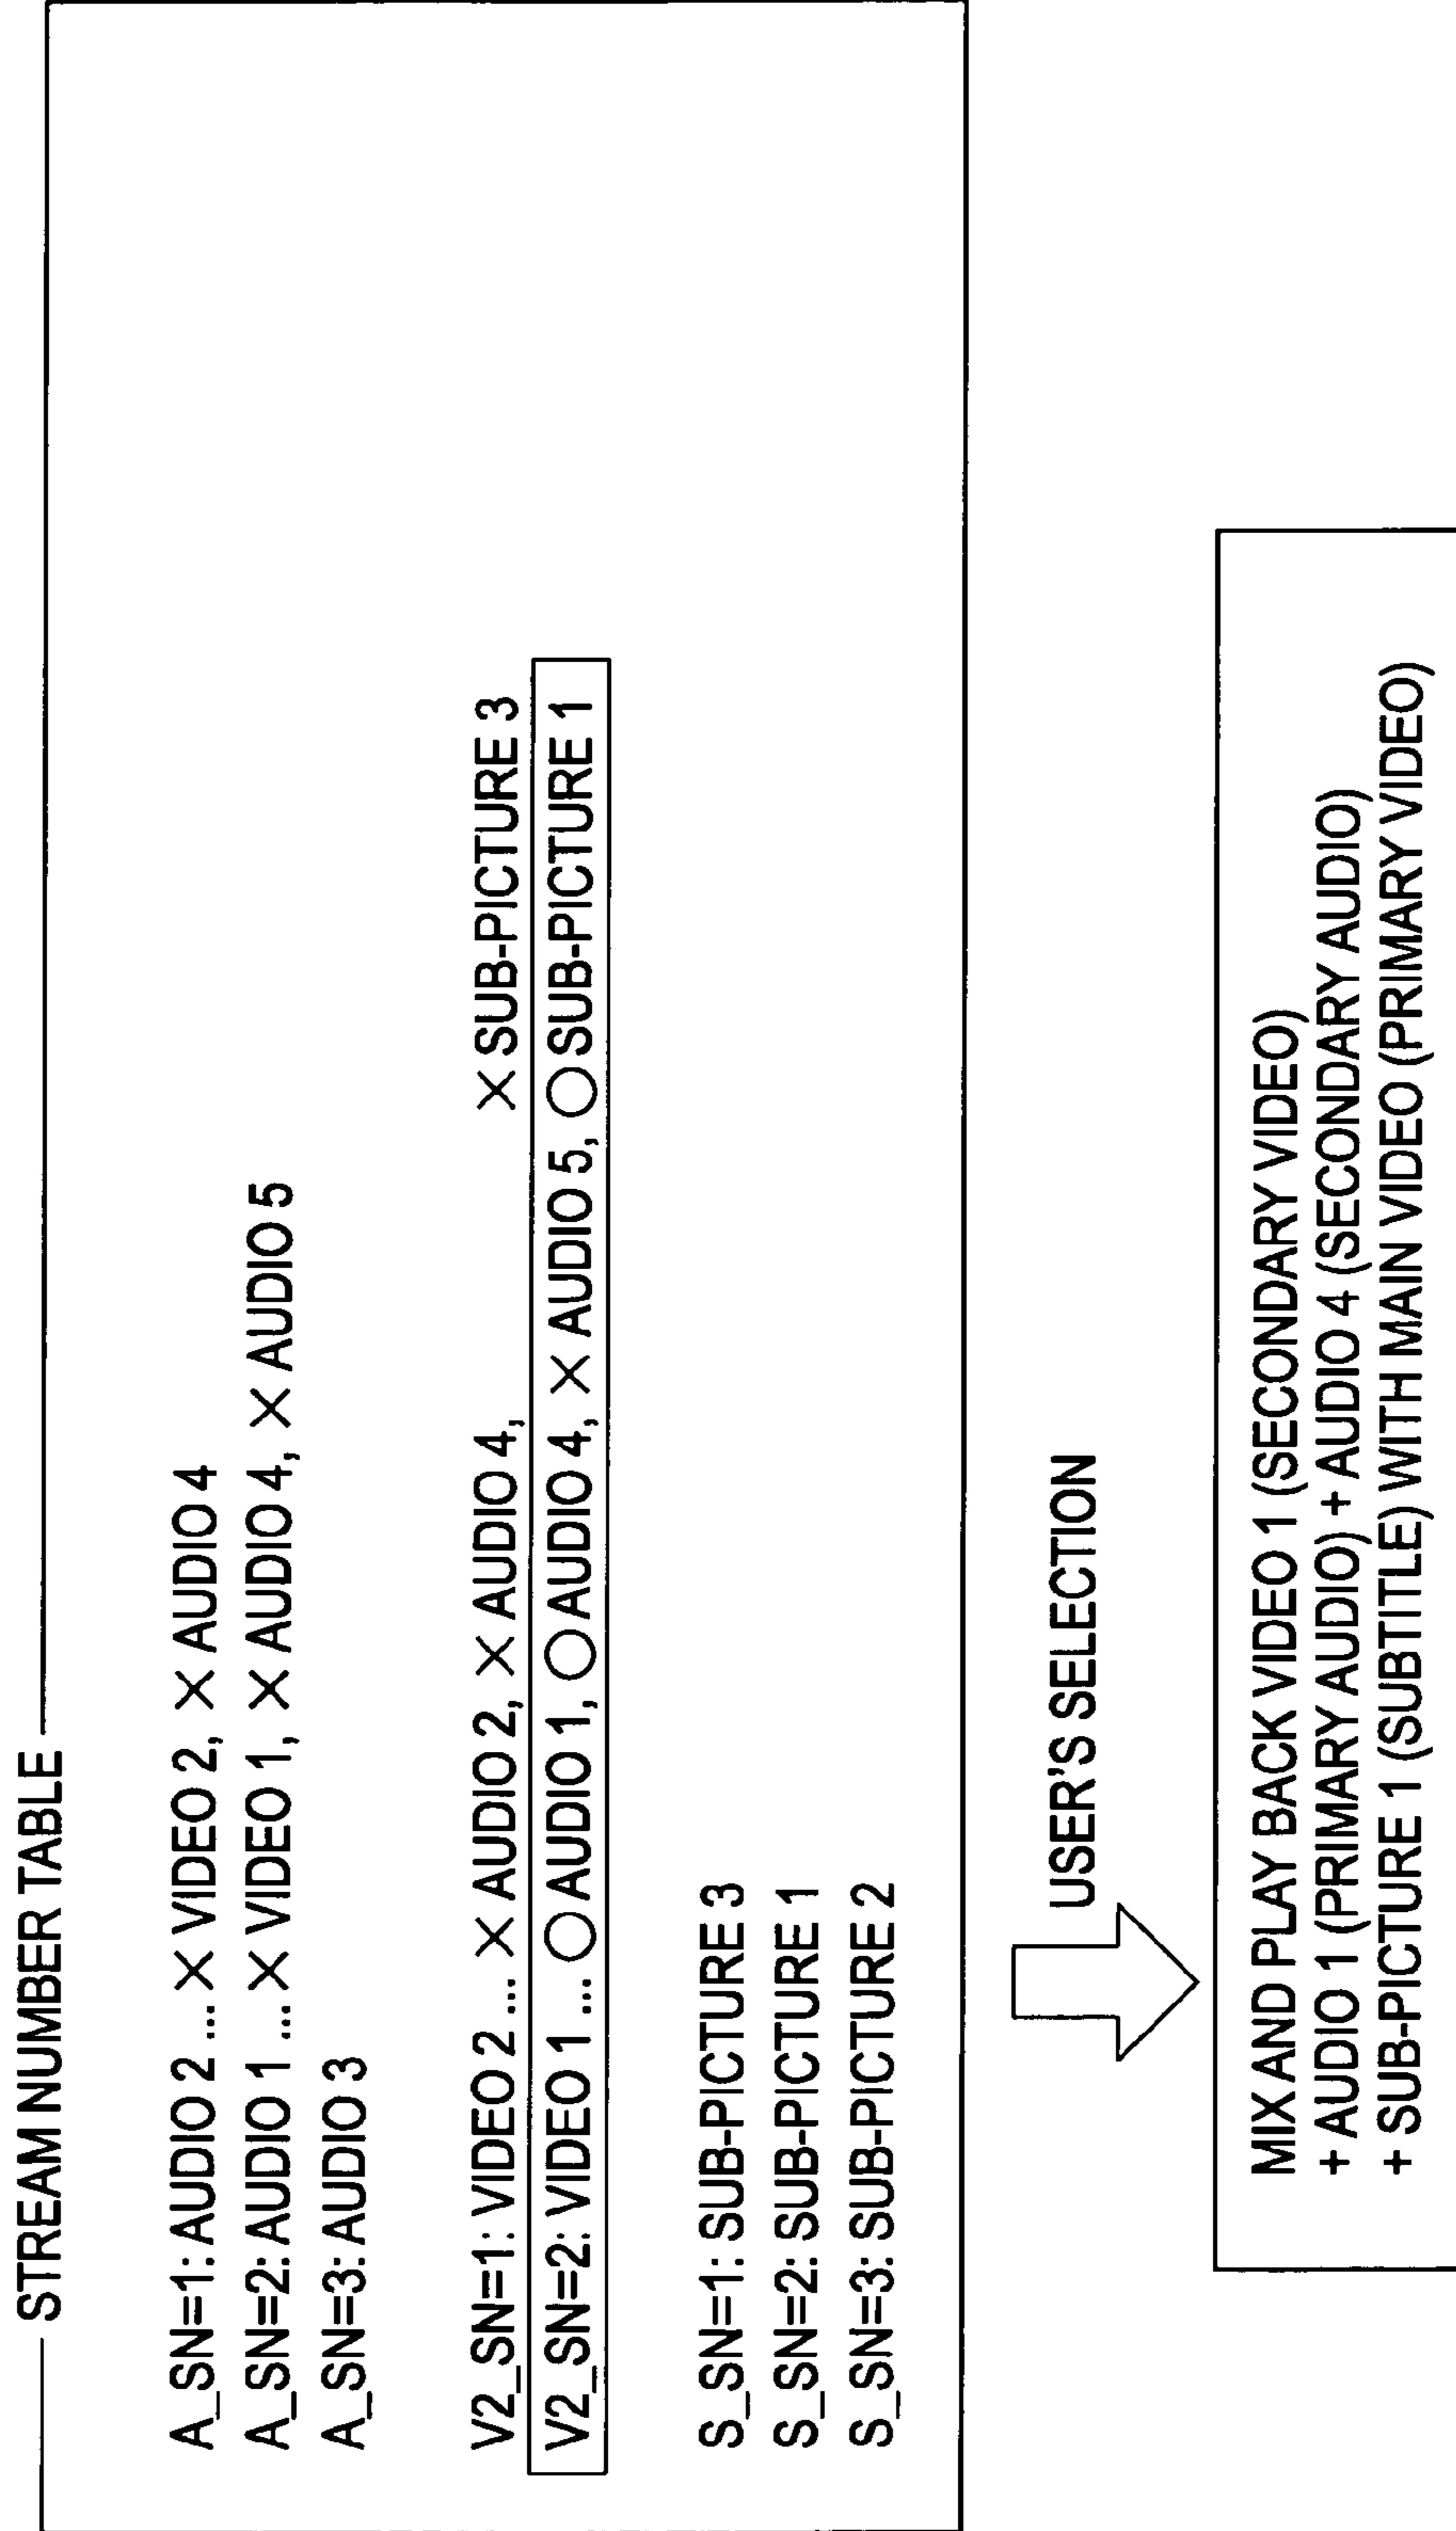 STREAM NUMBER TABLE
A_SN=1: AUDIO 2 ... × VIDEO 2, × AUDIO 4
A_SN=2: AUDIO 1 ... × VIDEO 1, × AUDIO 4, × AUDIO 5
A_SN=3: AUDIO 3
V2_SN=1: VIDEO 2 ... × AUDIO 2, × AUDIO 4, × SUB-PICTURE 3
V2_SN=2: VIDEO 1 ... ○ AUDIO 1, ○ AUDIO 4, × AUDIO 5, ○ SUB-PICTURE 1
S_SN=1: SUB-PICTURE 3
S_SN=2: SUB-PICTURE 1
S_SN=3: SUB-PICTURE 2
USER'S SELECTION
MIX AND PLAY BACK VIDEO 1 (SECONDARY VIDEO)
+ AUDIO 1 (PRIMARY AUDIO) + AUDIO 4 (SECONDARY AUDIO)
+ SUB-PICTURE 1 (SUBTITLE) WITH MAIN VIDEO (PRIMARY VIDEO)